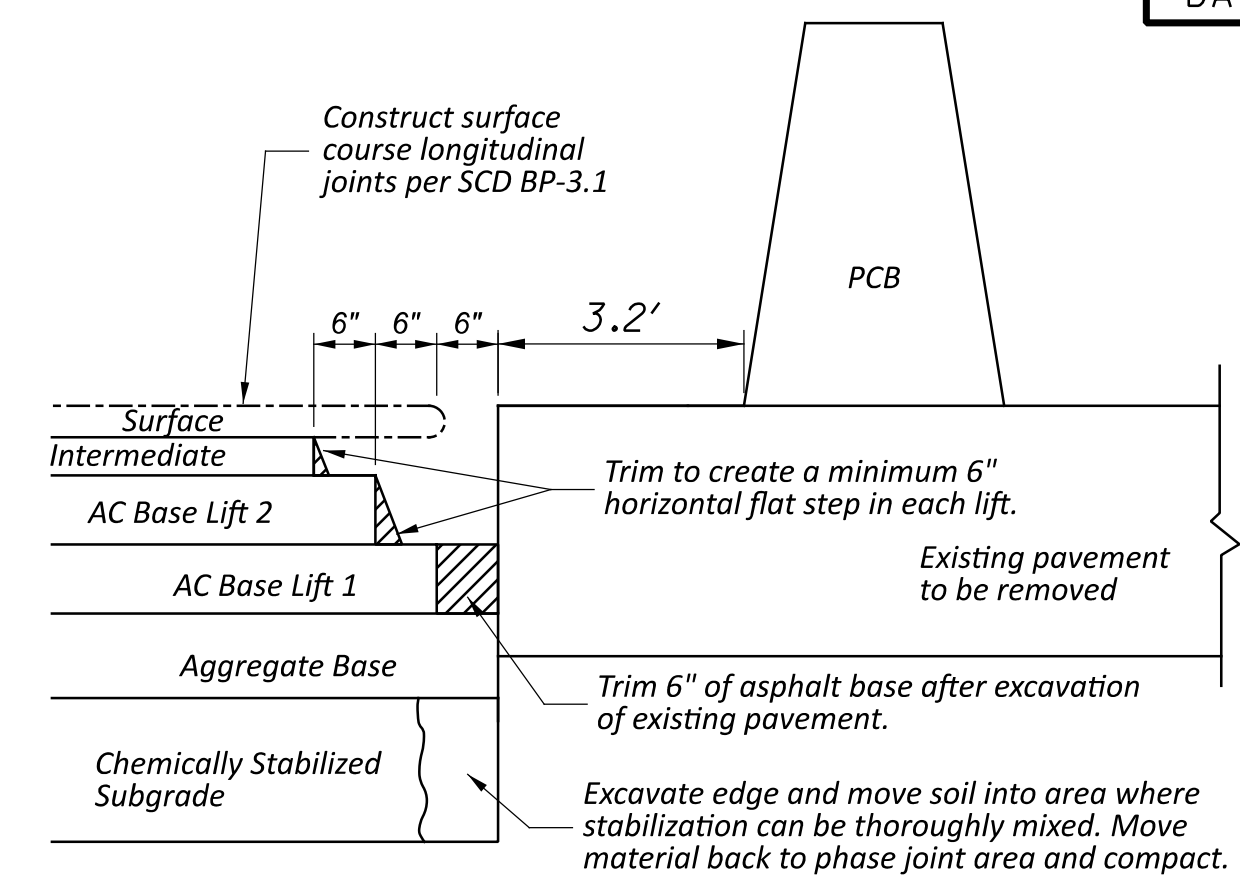 DA
Construct surface
course longitudinal
joints per SCD BP-3.1
PCB
6" 6" 6" 3.2'
Surface
Intermediate
AC Base Lift 2
AC Base Lift 1
Aggregate Base
Chemically Stabilized
Subgrade
Trim to create a minimum 6"
horizontal flat step in each lift.
Existing pavement
to be removed
Trim 6" of asphalt base after excavation
of existing pavement.
Excavate edge and move soil into area where
stabilization can be thoroughly mixed. Move
material back to phase joint area and compact.